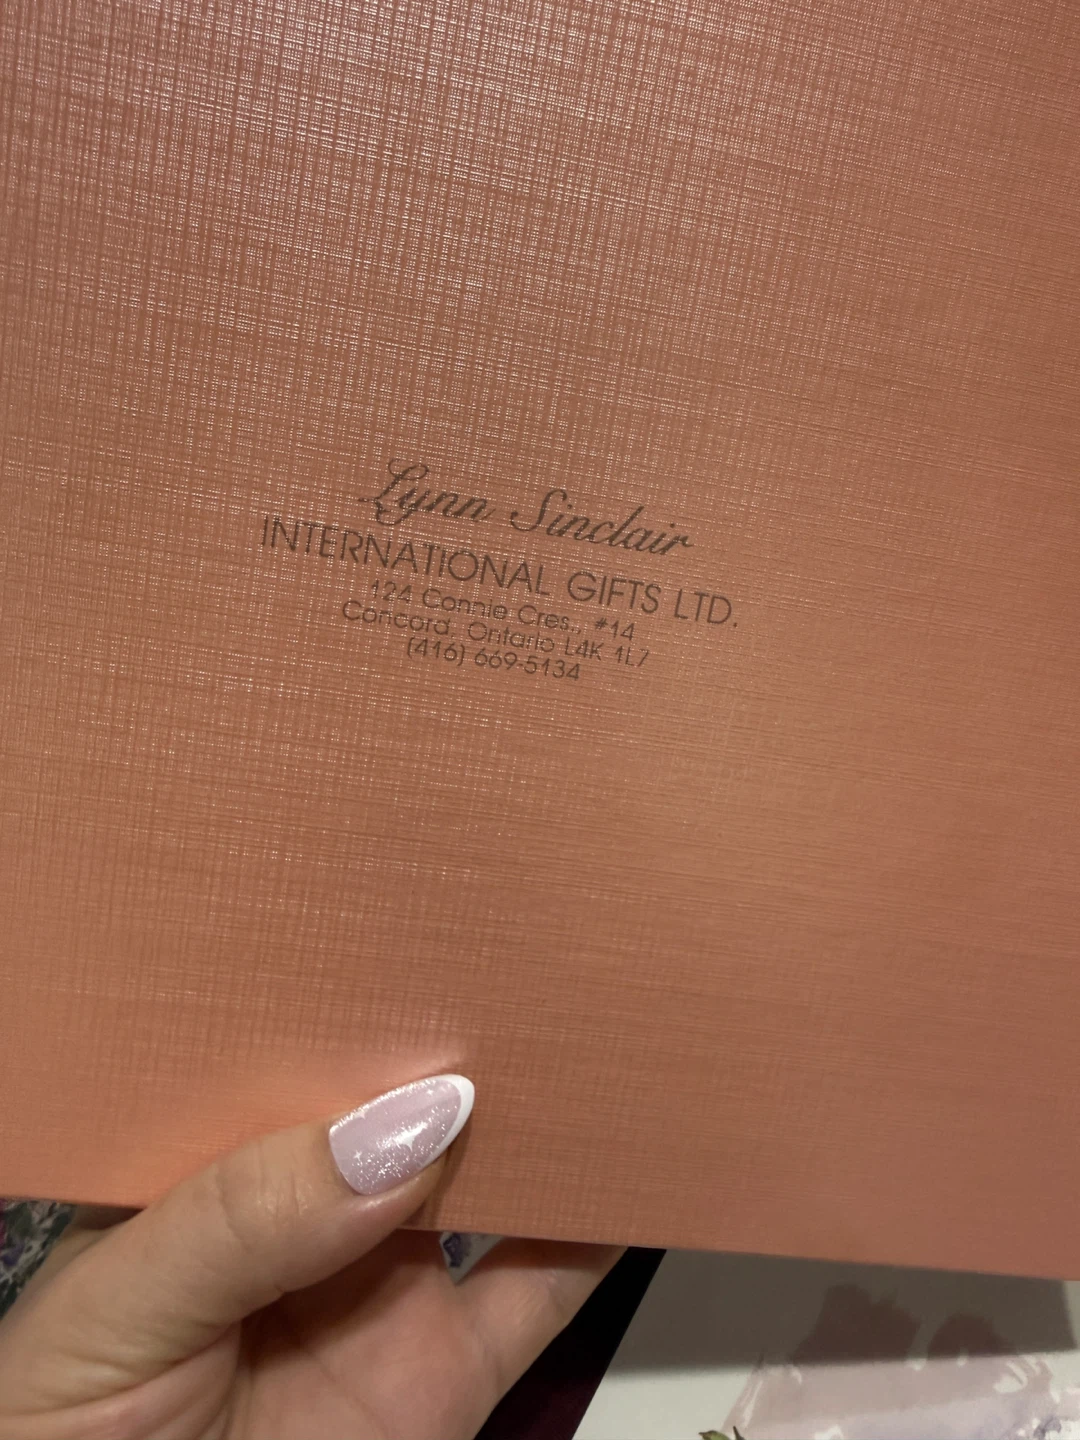 Lynn Sinclair
INTERNATIONAL GIFTS LTD.
124 Connie Cres., #14
Concord, Ontario L4K 1L7
(416) 669-5134